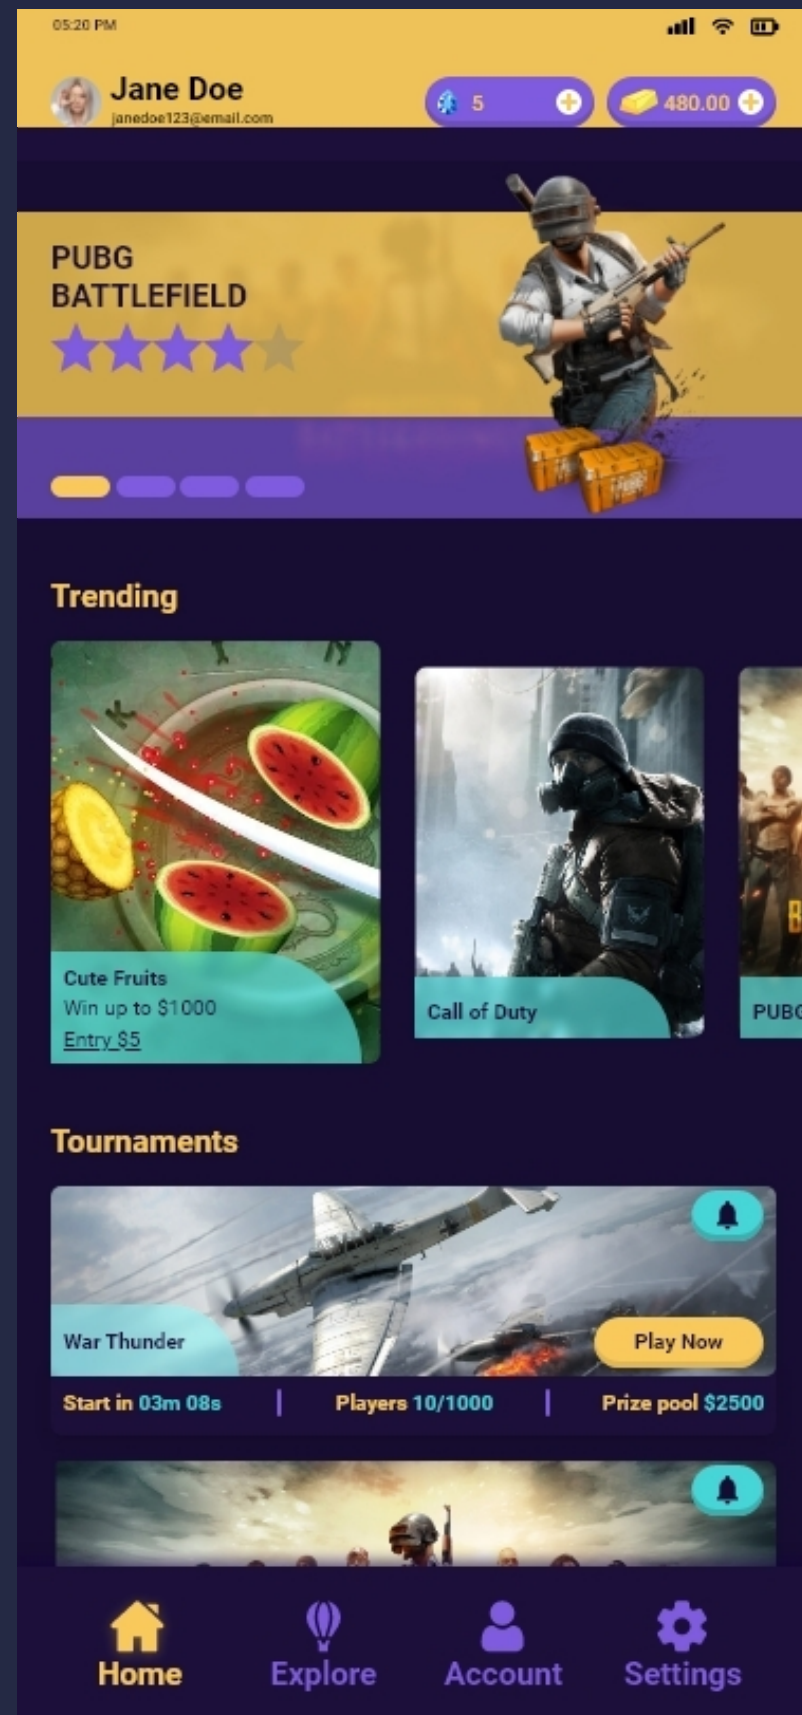 05:20 PM
Jane Doe
janedoe123@email.com
5
480.00
PUBG
BATTLEFIELD
Trending
K
I
N
Cute Fruits
Win up to $1000
Entry $5
Call of Duty
PUBG
Tournaments
War Thunder
Play Now
Start in 03m 08s
Players 10/1000
Prize pool $2500
Home
Explore
Account
Settings